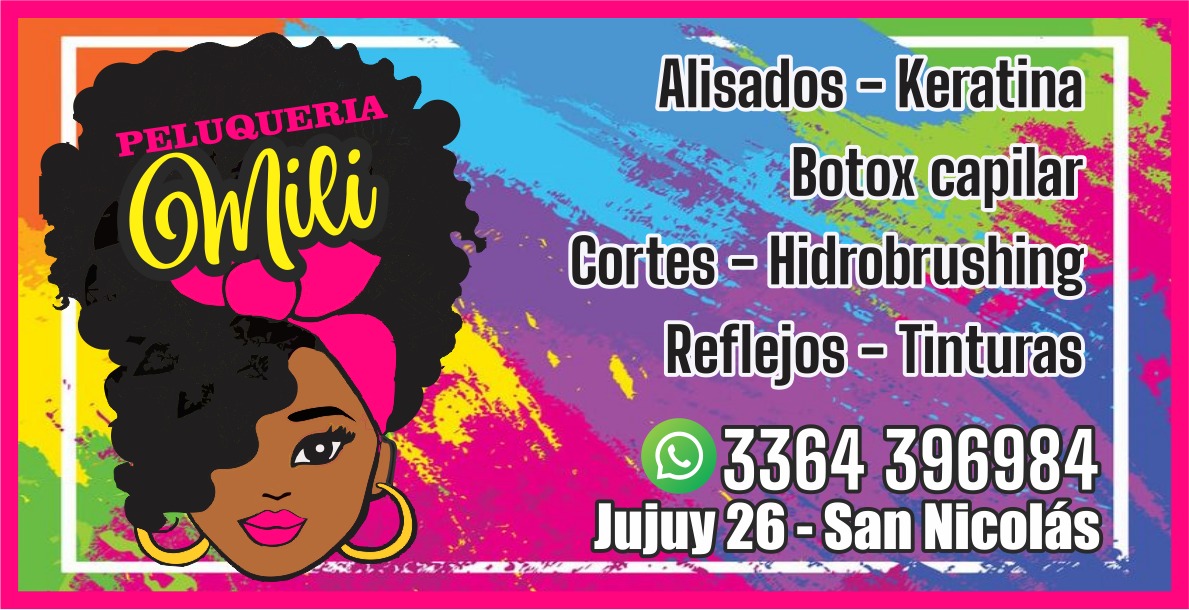 PELUQUERIA
Mili
Alisados - Keratina
Botox capilar
Cortes - Hidrobrushing
Reflejos - Tinturas
3364 396984
Jujuy 26 - San Nicolás